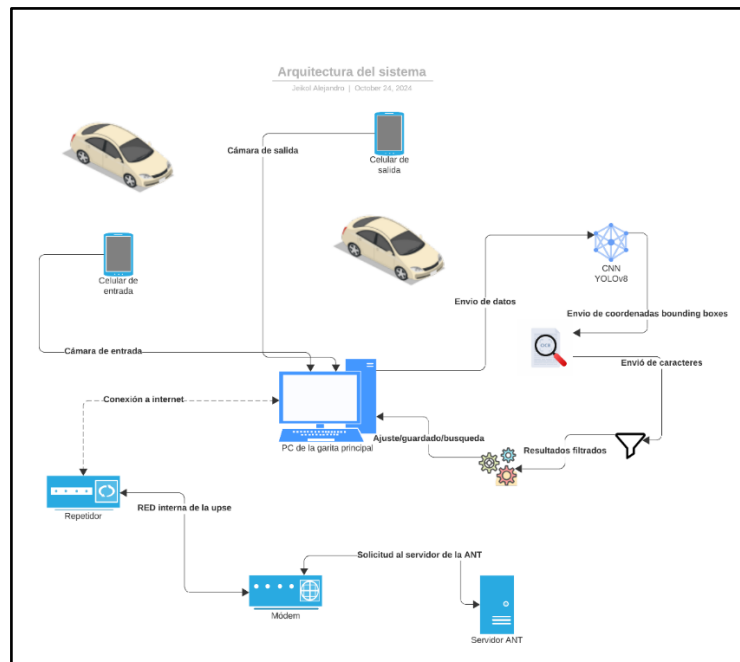 Arquitectura del sistema
Jeikol Alejandro | October 24, 2024
Cámara de salida
Celular de
salida
Celular de
entrada
CNN
YOLOv8
Envio de datos
Envio de coordenadas bounding boxes
OCR
Cámara de entrada
Envió de caracteres
Conexión a internet
PC de la garita principal
Ajuste/guardado/busqueda
Resultados filtrados
Repetidor
RED interna de la upse
Solicitud al servidor de la ANT
Módem
Servidor ANT